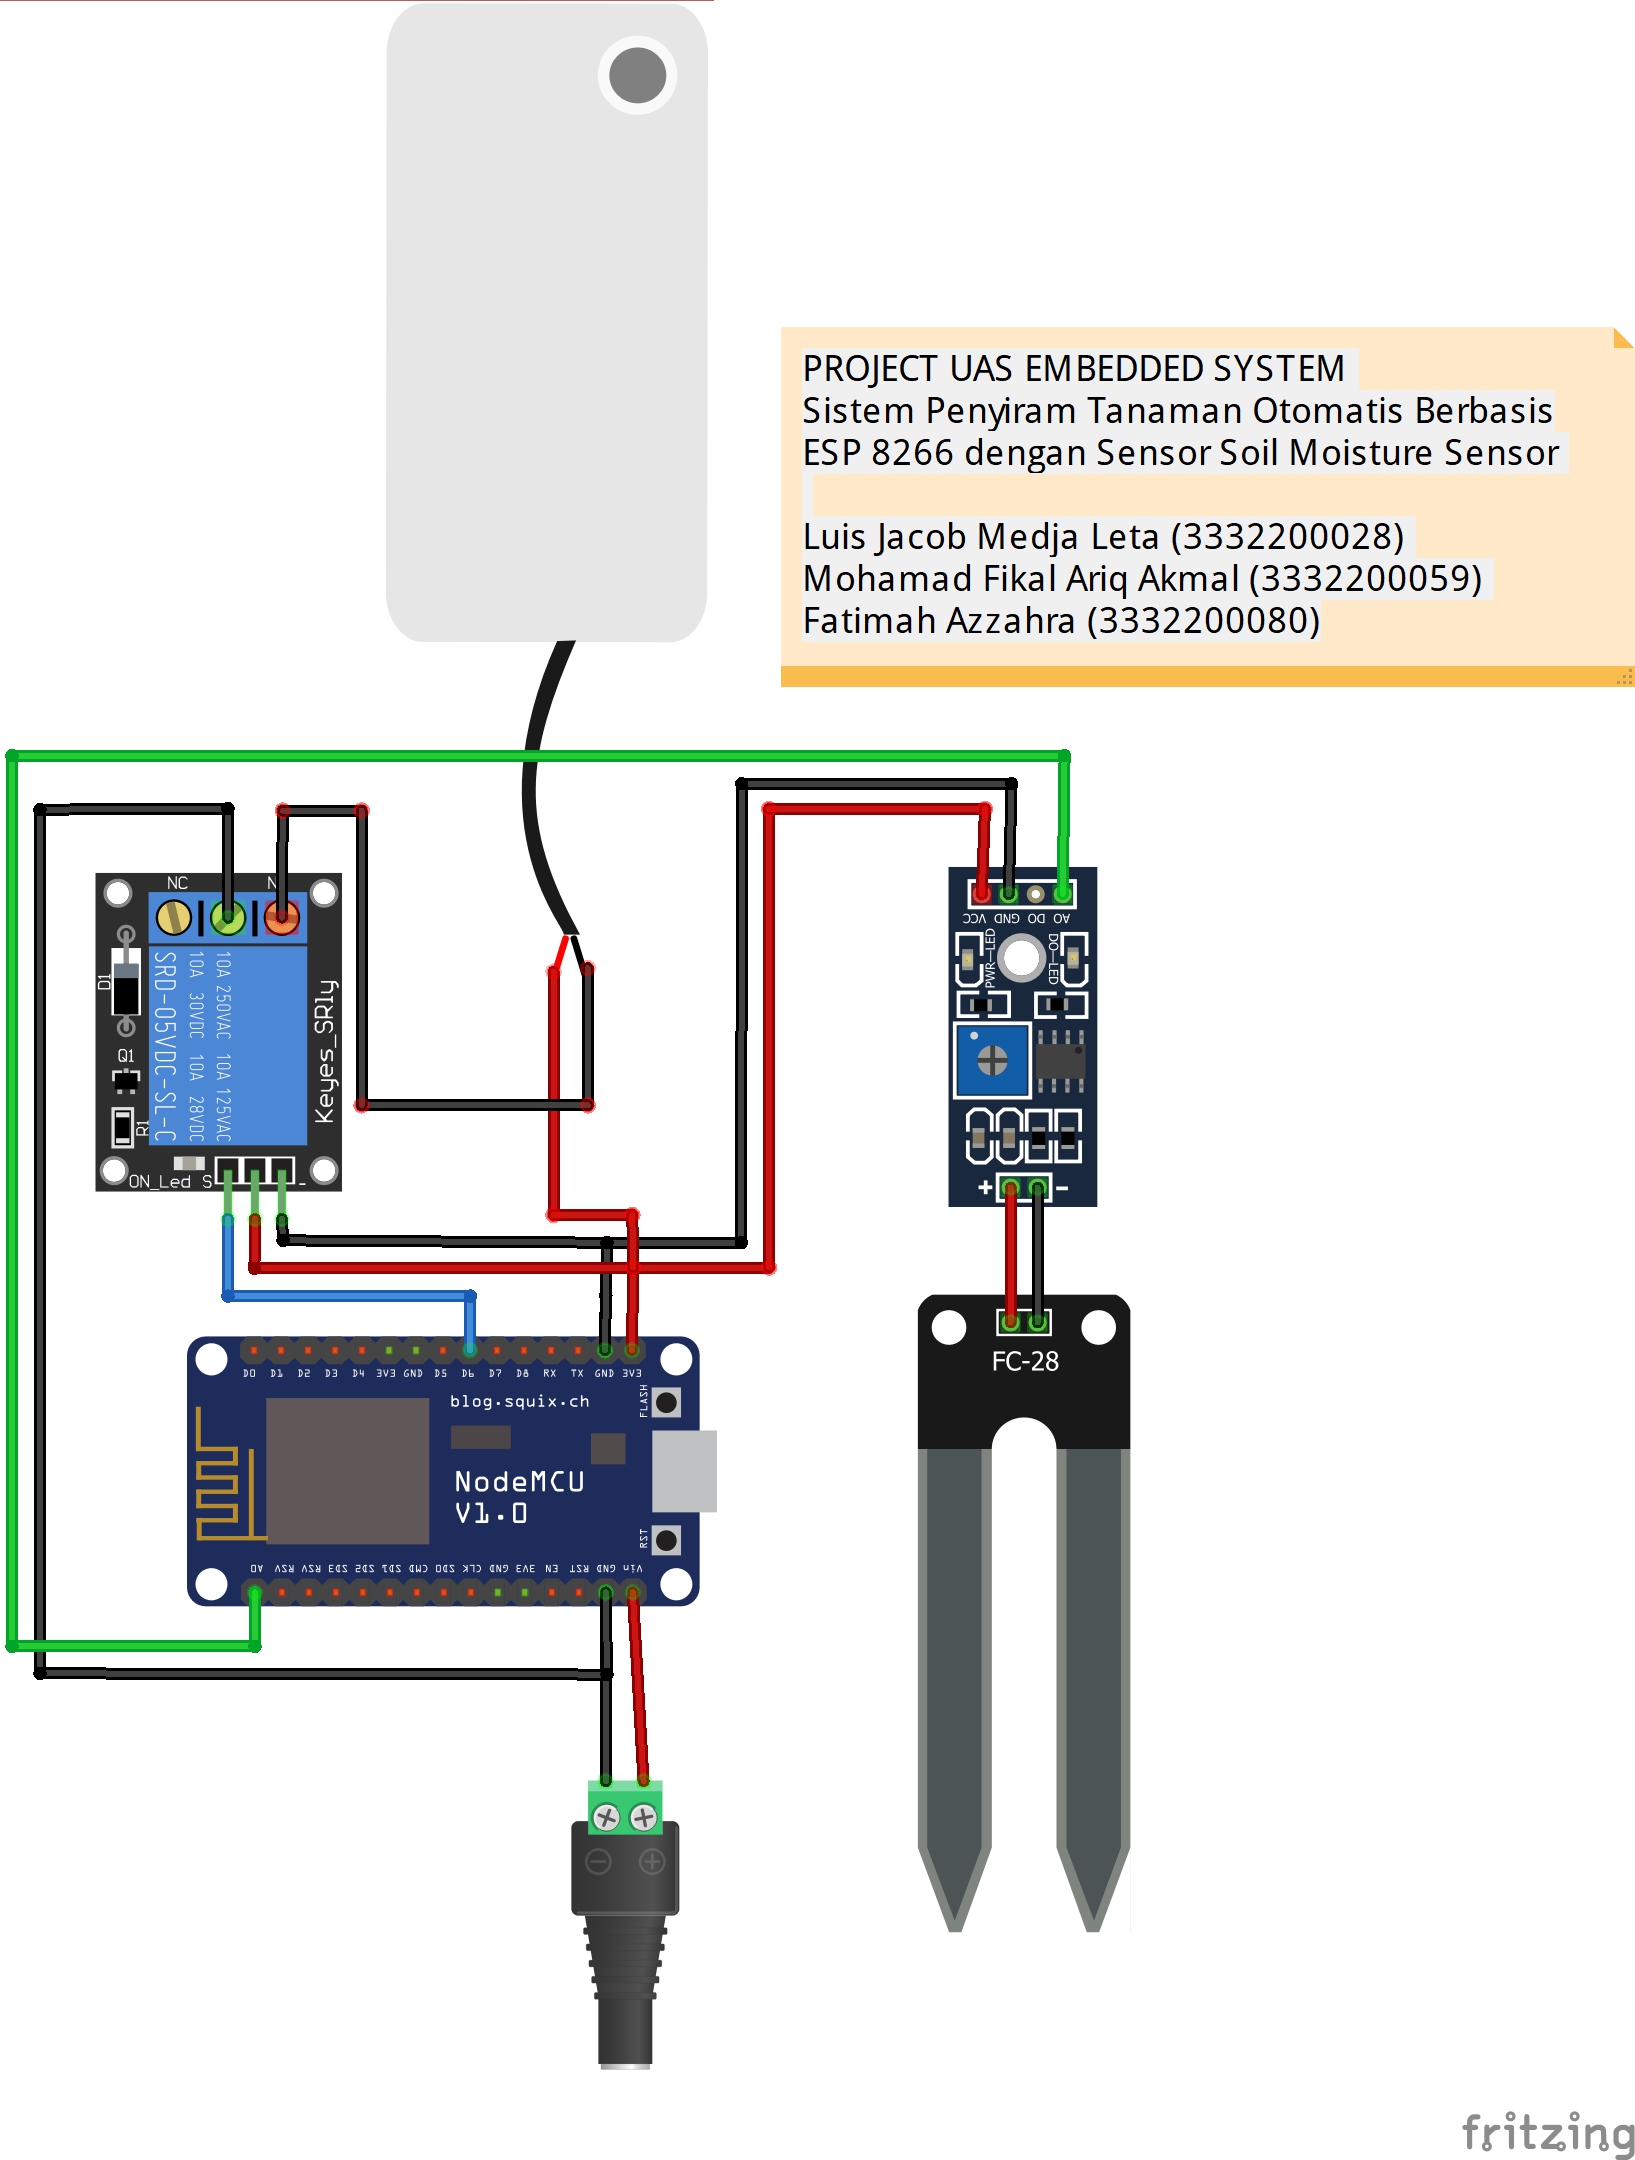 PROJECT UAS EMBEDDED SYSTEM
Sistem Penyiram Tanaman Otomatis Berbasis
ESP 8266 dengan Sensor Soil Moisture Sensor
Luis Jacob Medja Leta (3332200028)
Mohamad Fikal Ariq Akmal (3332200059)
Fatimah Azzahra (3332200080)
NC N
D1
Q1
R1
SRD-05VDC-SL-C
10A 30VDC 10A 28VDC
10A 250VAC 10A 125VAC
Keyes_SRly
ON_Led S -
VCC GND DO AO
PWR-LED
DO-LED
+ -
FC-28
D0 D1 D2 D3 D4 3V3 GND D5 D6 D7 D8 RX TX GND 3V3
blog.squix.ch
FLASH
NodeMCU
V1.0
RST
A0 RSV RSV SD3 SD2 SD1 CMD SD0 CLK GND 3V3 EN RST GND Vin
- +
fritzing